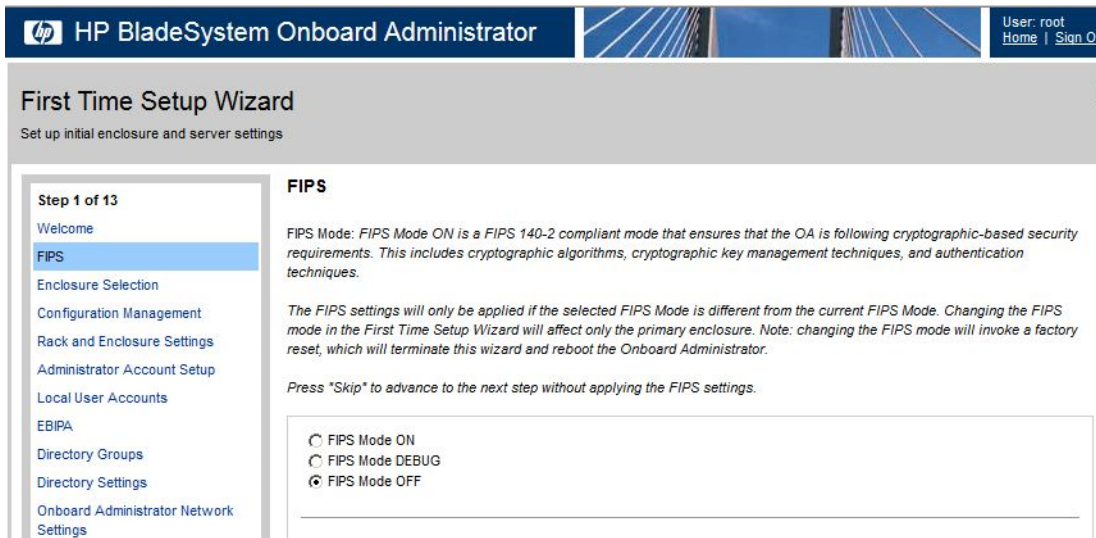 hp HP BladeSystem Onboard Administrator
User: root
Home | Sign O
First Time Setup Wizard
Set up initial enclosure and server settings
Step 1 of 13
Welcome
FIPS
Enclosure Selection
Configuration Management
Rack and Enclosure Settings
Administrator Account Setup
Local User Accounts
EBIPA
Directory Groups
Directory Settings
Onboard Administrator Network
Settings
FIPS
FIPS Mode: FIPS Mode ON is a FIPS 140-2 compliant mode that ensures that the OA is following cryptographic-based security
requirements. This includes cryptographic algorithms, cryptographic key management techniques, and authentication
techniques.
The FIPS settings will only be applied if the selected FIPS Mode is different from the current FIPS Mode. Changing the FIPS
mode in the First Time Setup Wizard will affect only the primary enclosure. Note: changing the FIPS mode will invoke a factory
reset, which will terminate this wizard and reboot the Onboard Administrator.
Press "Skip" to advance to the next step without applying the FIPS settings.
FIPS Mode ON
FIPS Mode DEBUG
FIPS Mode OFF